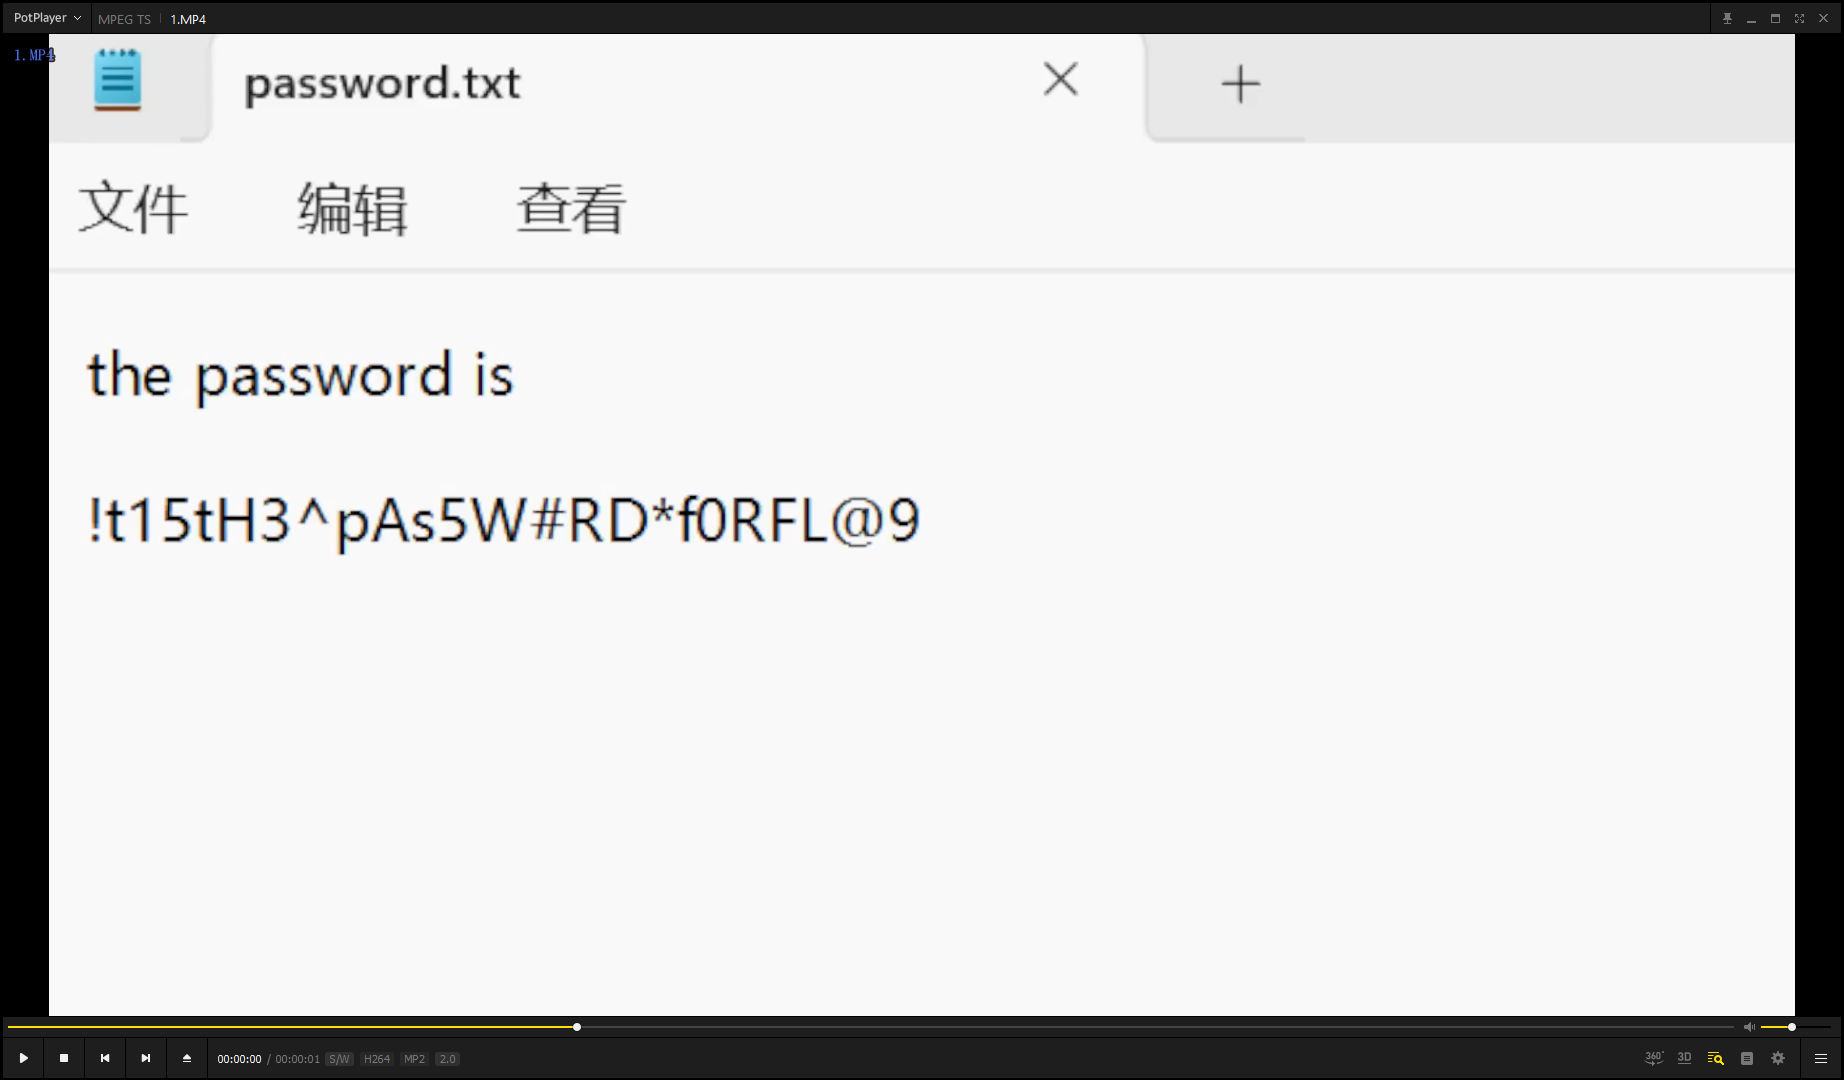 PotPlayer MPEG TS 1.MP4
1.MP4
password.txt
文件 编辑 查看
the password is
!t15tH3^pAs5W#RD*f0RFL@9
00:00:00 / 00:00:01 S/W H264 MP2 2.0 360° 3D